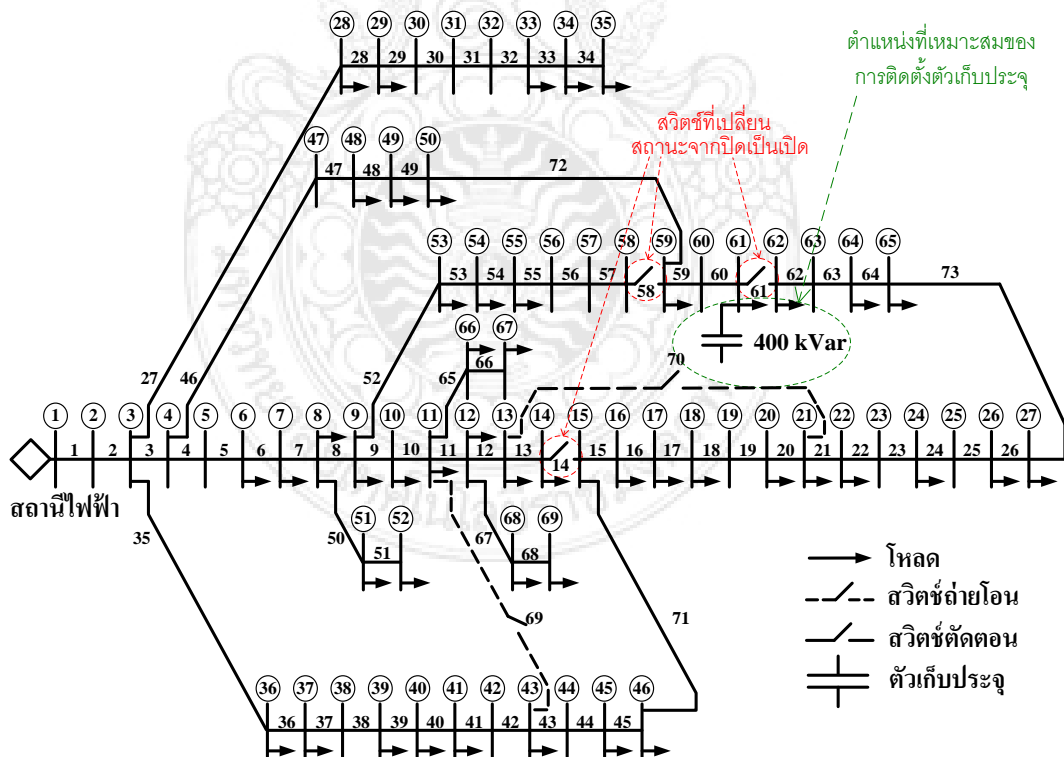 28 29 30 31 32 33 34 35
28 29 30 31 32 33 34
ตำแหน่งที่เหมาะสมของ
การติดตั้งตัวเก็บประจุ
สวิตช์ที่เปลี่ยน
สถานะจากปิดเป็นเปิด
47 48 49 50
47 48 49 72
53 54 55 56 57 58 59 60 61 62 63 64 65
53 54 55 56 57 58 59 60 61 62 63 64 73
400 kVar
66 67
66
70
27 46 52 65
1 2 3 4 5 6 7 8 9 10 11 12 13 14 15 16 17 18 19 20 21 22 23 24 25 26 27
1 2 3 4 5 6 7 8 9 10 11 12 13 14 15 16 17 18 19 20 21 22 23 24 25 26
สถานีไฟฟ้า
35 50 67
51 52
51
68 69
68
69
71
36 37 38 39 40 41 42 43 44 45 46
36 37 38 39 40 41 42 43 44 45
โหลด
สวิตช์ถ่ายโอน
สวิตช์ตัดตอน
ตัวเก็บประจุ